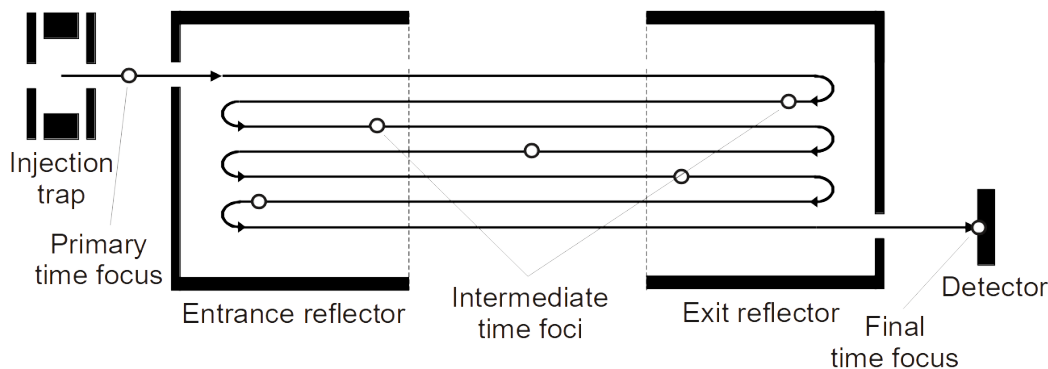 Injection
trap
Primary
time focus
Entrance reflector
Intermediate
time foci
Exit reflector
Final
time focus
Detector